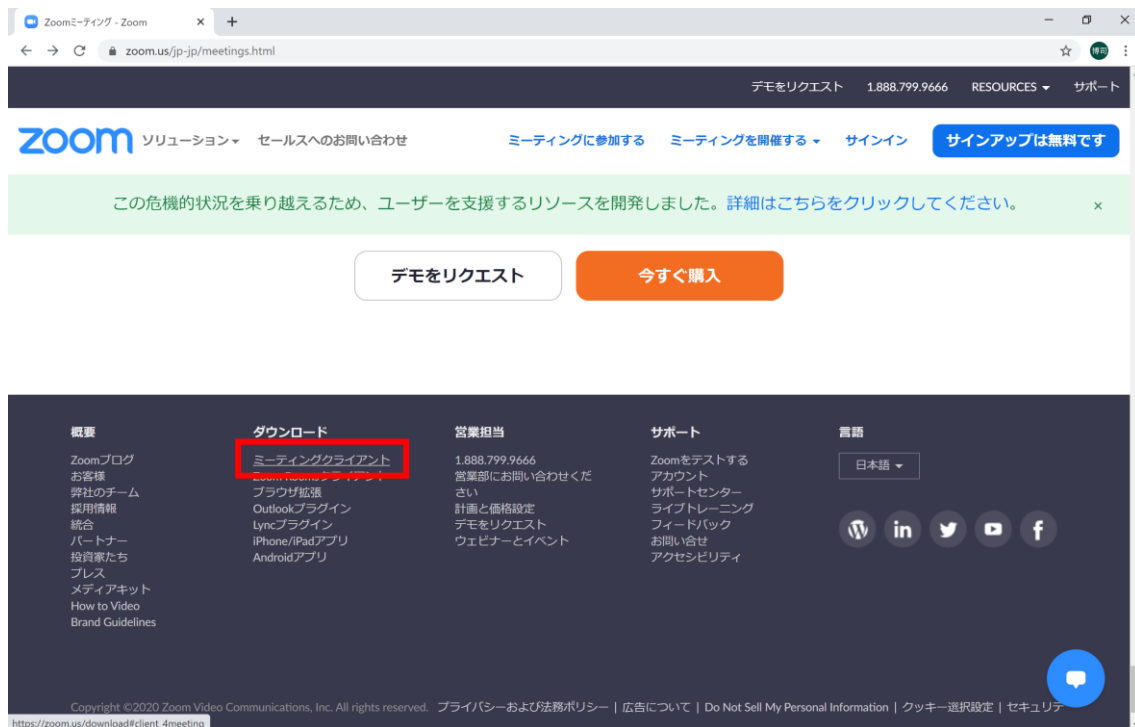 Zoomミーティング - Zoom
zoom.us/jp-jp/meetings.html
博司
デモをリクエスト 1.888.799.9666 RESOURCES サポート
zoom ソリューション セールスへのお問い合わせ ミーティングに参加する ミーティングを開催する サインイン サインアップは無料です
この危機的状況を乗り越えるため、ユーザーを支援するリソースを開発しました。詳細はこちらをクリックしてください。 ×
デモをリクエスト 今すぐ購入
概要
Zoomブログ
お客様
弊社のチーム
採用情報
統合
パートナー
投資家たち
プレス
メディアキット
How to Video
Brand Guidelines
ダウンロード
ミーティングクライアント
Zoom Roomsクライアント
ブラウザ拡張
Outlookプラグイン
Lyncプラグイン
iPhone/iPadアプリ
Androidアプリ
営業担当
1.888.799.9666
営業部にお問い合わせくだ
さい
計画と価格設定
デモをリクエスト
ウェビナーとイベント
サポート
Zoomをテストする
アカウント
サポートセンター
ライブトレーニング
フィードバック
お問い合せ
アクセシビリティ
言語
日本語
in
f
Copyright ©2020 Zoom Video Communications, Inc. All rights reserved. プライバシーおよび法務ポリシー | 広告について | Do Not Sell My Personal Information | クッキー選択設定 | セキュリテ
https://zoom.us/download#client_4meeting